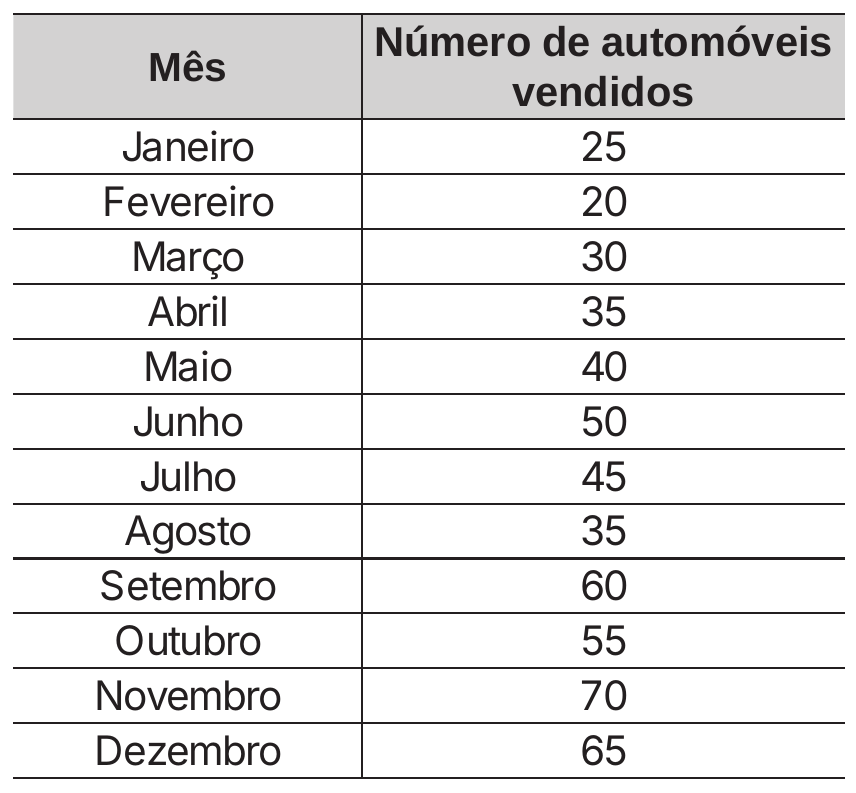 Mês
Número de automóveis
vendidos
Janeiro 25
Fevereiro 20
Março 30
Abril 35
Maio 40
Junho 50
Julho 45
Agosto 35
Setembro 60
Outubro 55
Novembro 70
Dezembro 65